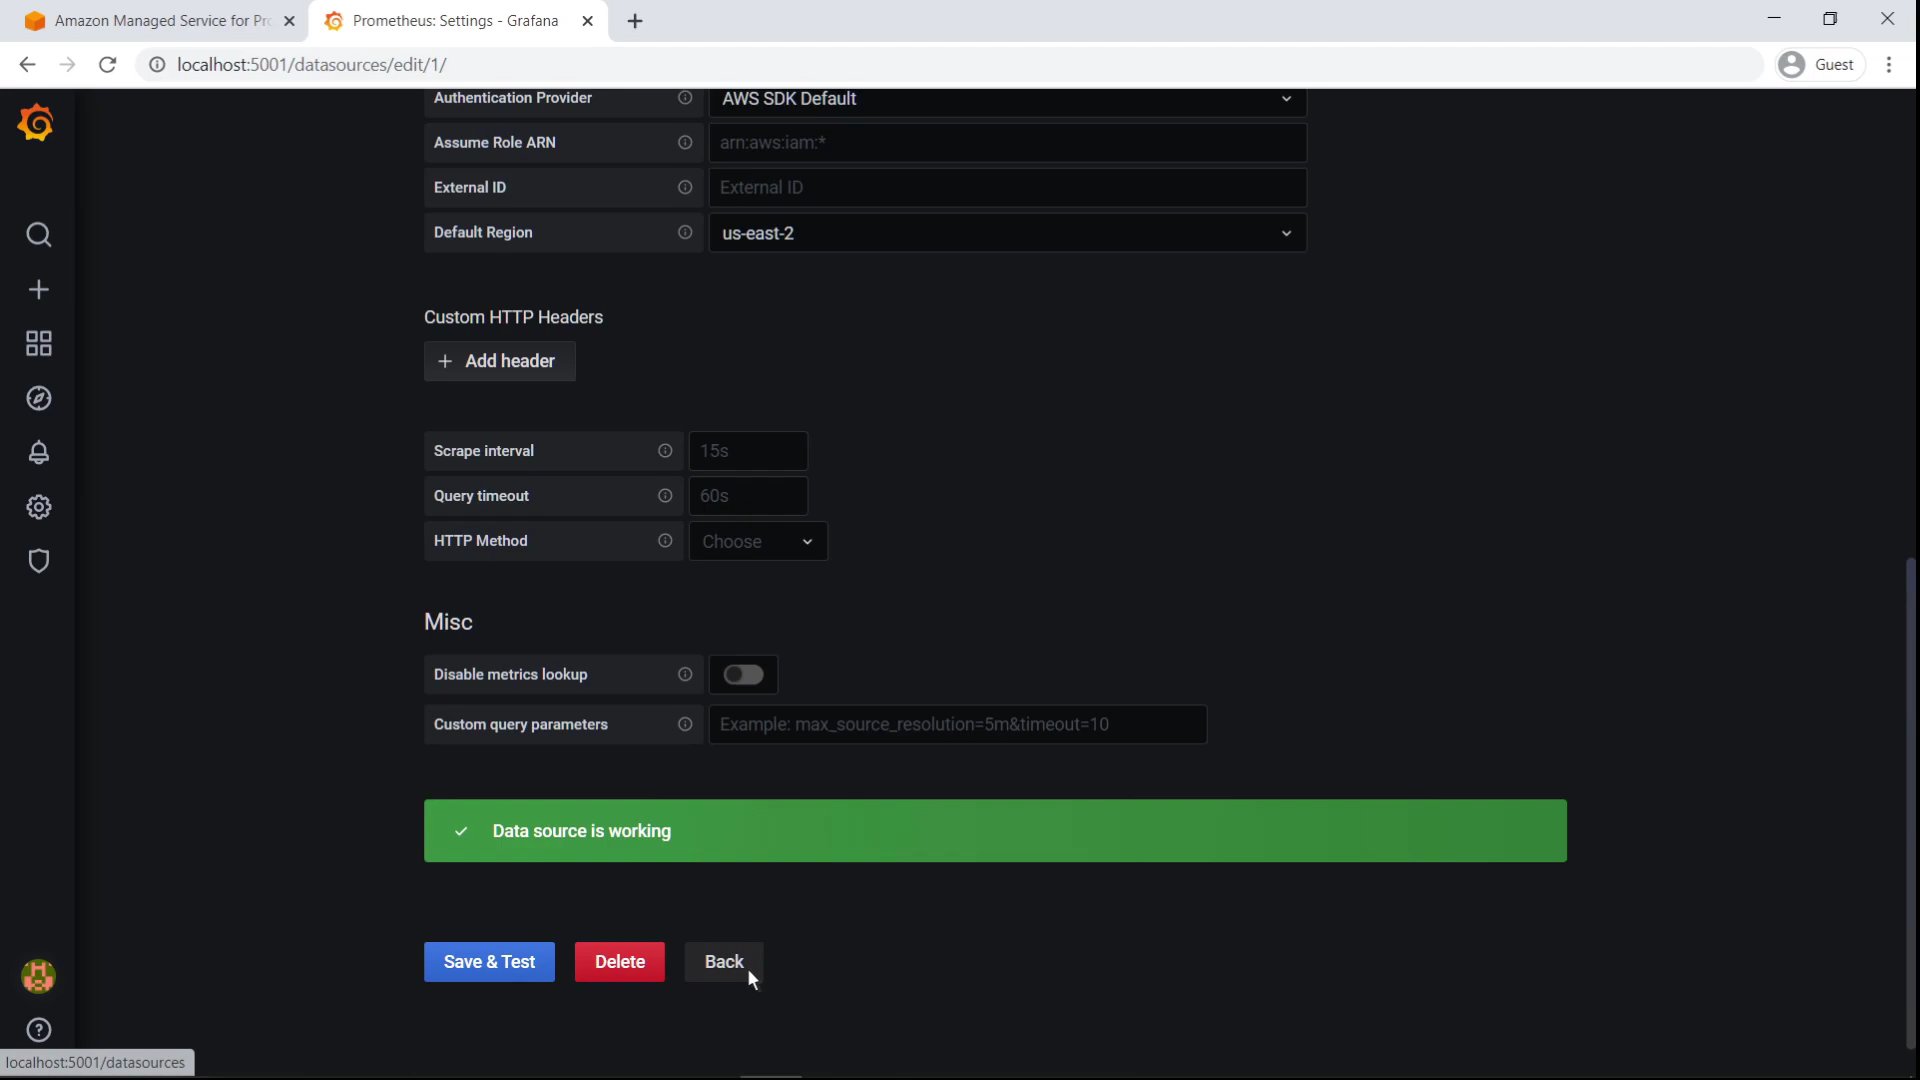 Amazon Managed Service for Pr
Prometheus: Settings - Grafana
localhost:5001/datasources/edit/1/
Guest
Authentication Provider
AWS SDK Default
Assume Role ARN
arn:aws:iam:*
External ID
External ID
Default Region
us-east-2
Custom HTTP Headers
+ Add header
Scrape interval
15s
Query timeout
60s
HTTP Method
Choose
Misc
Disable metrics lookup
Custom query parameters
Example: max_source_resolution=5m&timeout=10
Data source is working
Save & Test
Delete
Back
localhost:5001/datasources